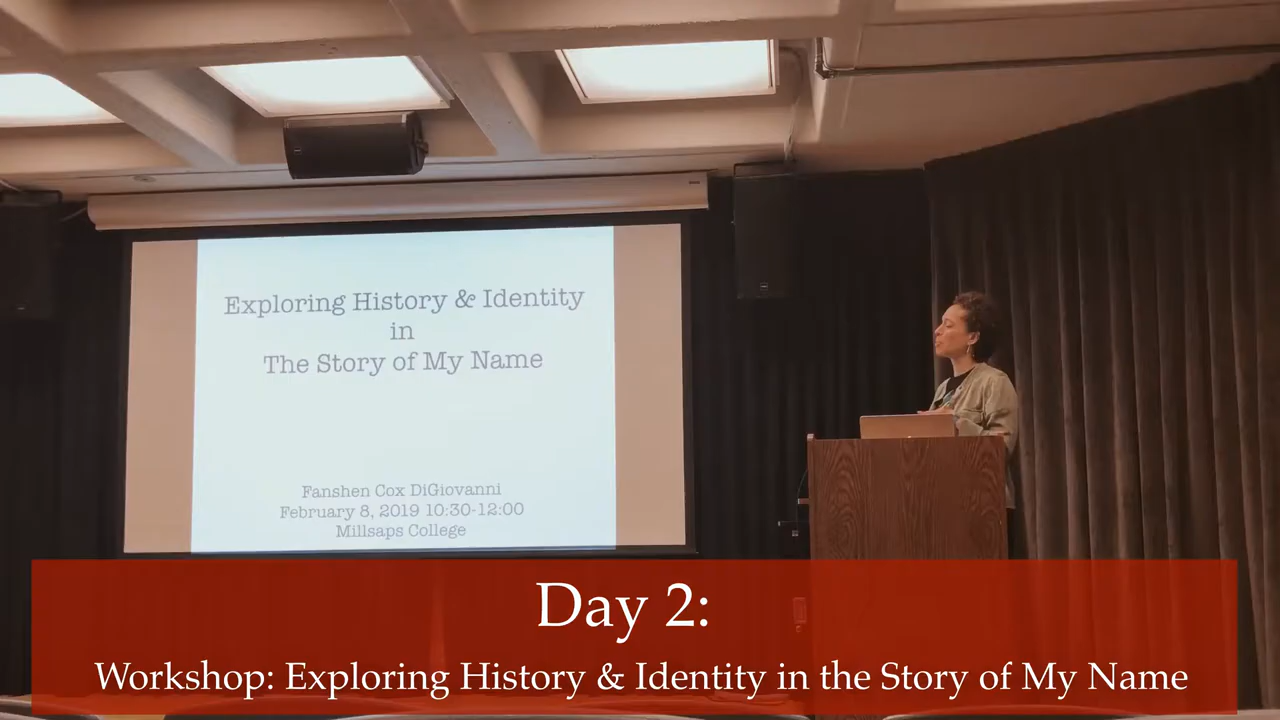 Exploring History & Identity
in
The Story of My Name
Fanshen Cox DiGiovanni
February 8, 2019 10:30-12:00
Millsaps College
Day 2:
Workshop: Exploring History & Identity in the Story of My Name